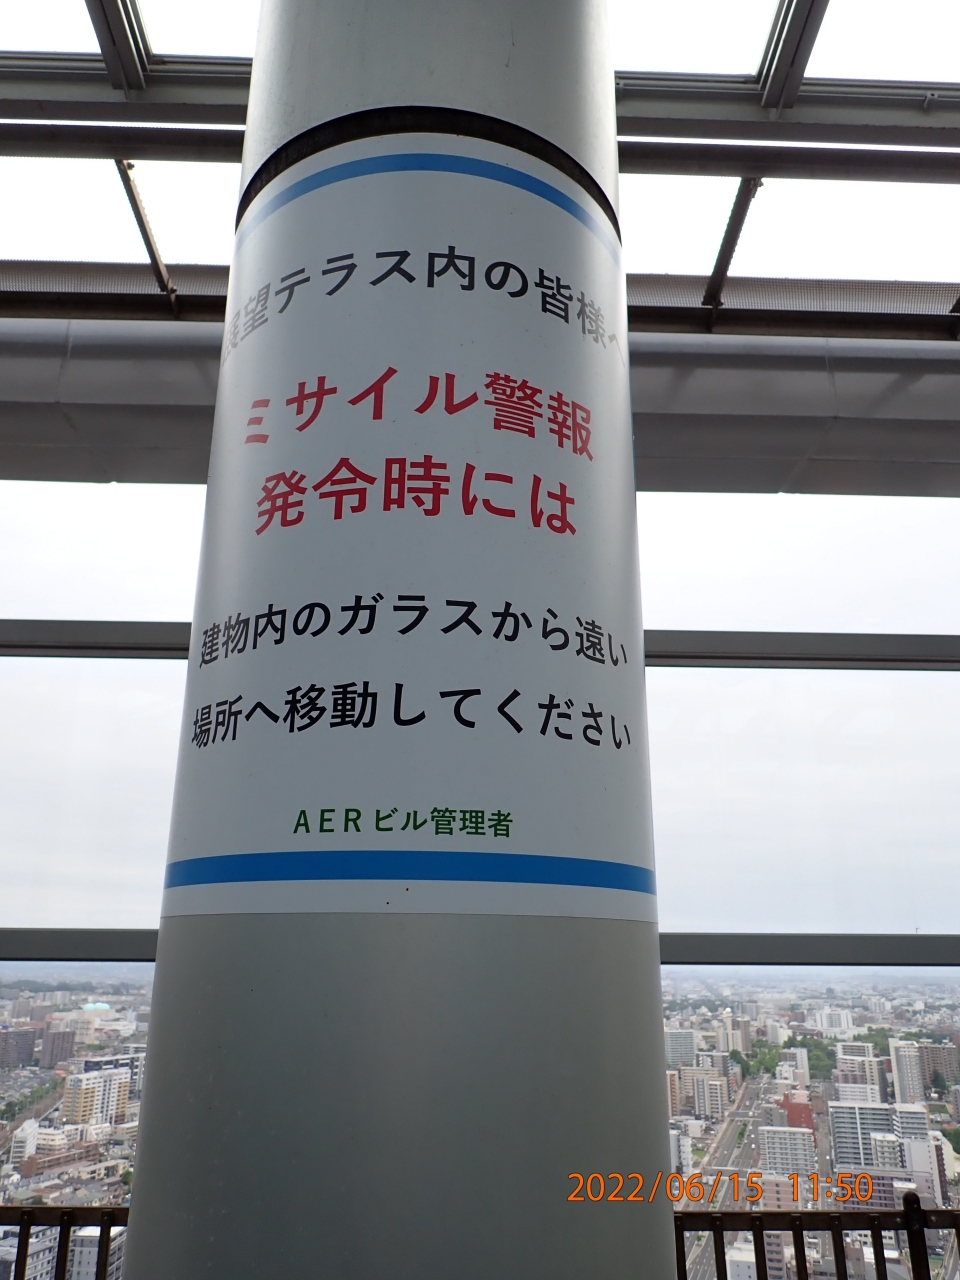 展望テラス内の皆様へ
ミサイル警報
発令時には
建物内のガラスから遠い
場所へ移動してください
AERビル管理者
2022/06/15 11:50